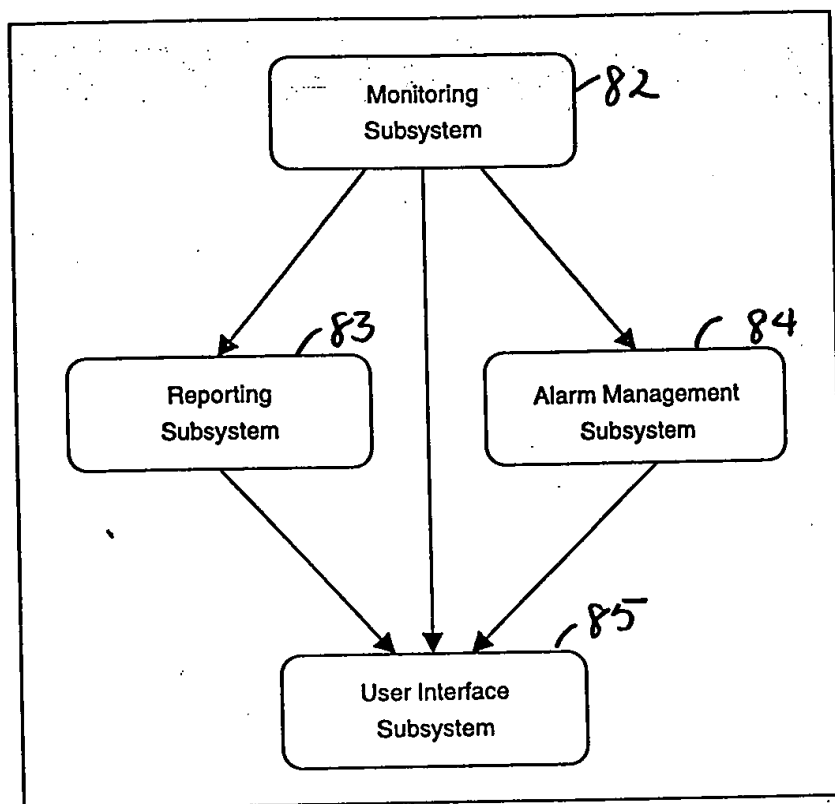 Monitoring
Subsystem
82
Reporting
Subsystem
83
Alarm Management
Subsystem
84
User Interface
Subsystem
85